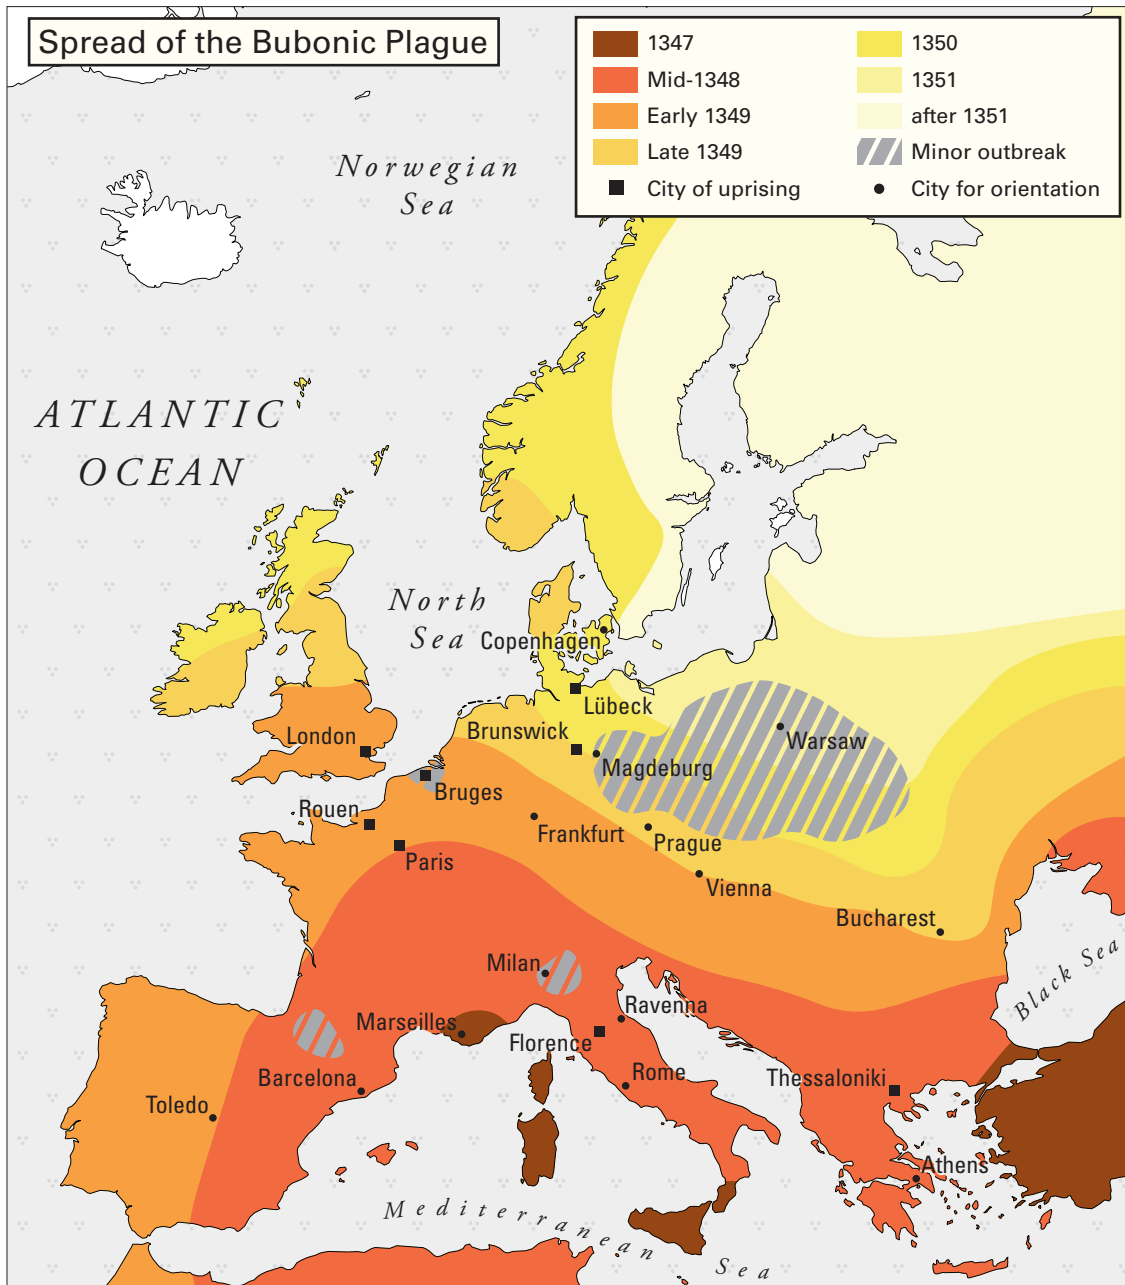 Spread of the Bubonic Plague
1347
Mid-1348
Early 1349
Late 1349
City of uprising
1350
1351
after 1351
Minor outbreak
City for orientation
Norwegian
Sea
ATLANTIC
OCEAN
North
Sea
Copenhagen
Lübeck
Brunswick
Magdeburg
Warsaw
London
Bruges
Rouen
Paris
Frankfurt
Prague
Vienna
Bucharest
Milan
Ravenna
Marseilles
Florence
Black Sea
Barcelona
Rome
Thessaloniki
Toledo
Athens
Mediterranean Sea